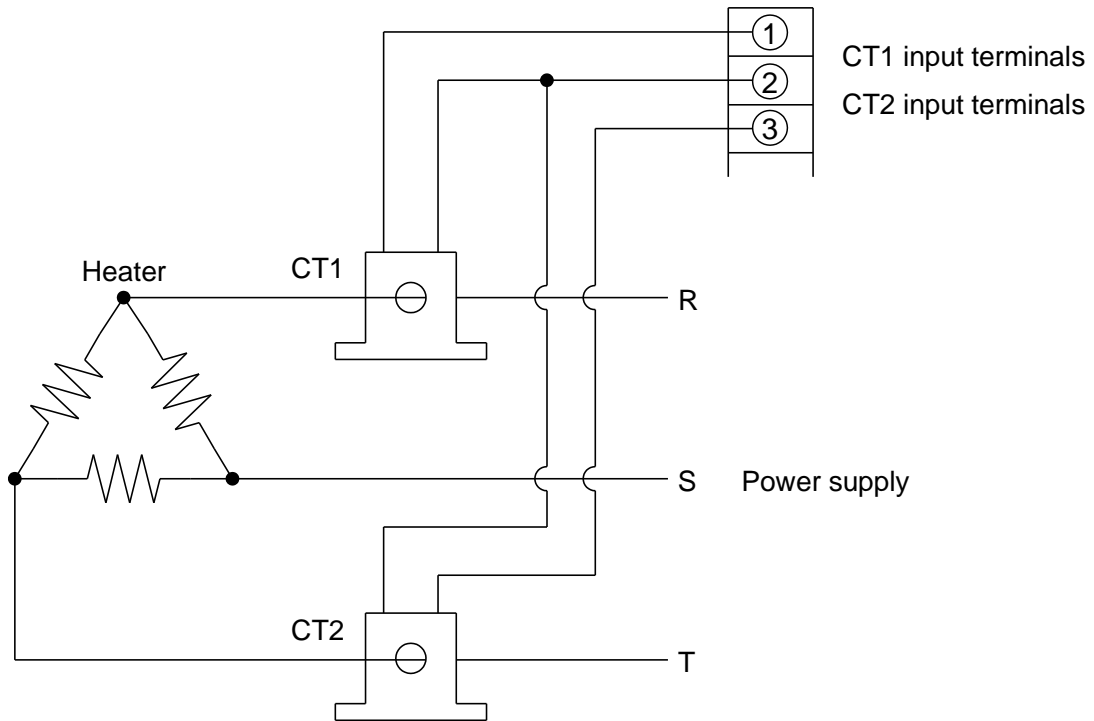 1
CT1 input terminals
2
CT2 input terminals
3
CT1
Heater
R
S
Power supply
CT2
T